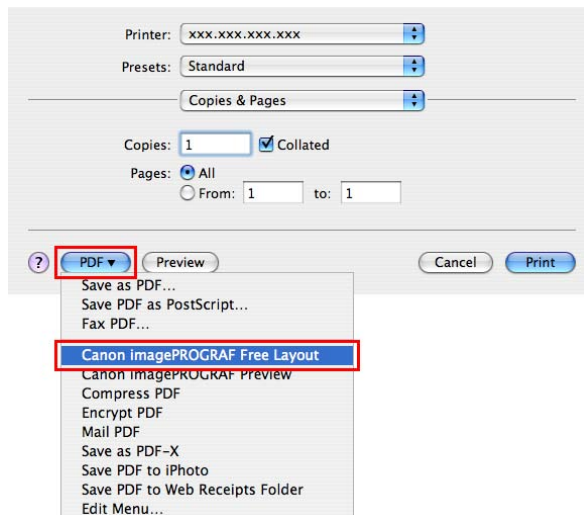 Printer: xxx.xxx.xxx.xxx
Presets: Standard
Copies & Pages
Copies: 1 Collated
Pages: All
From: 1 to: 1
? PDF ▼ Preview Cancel Print
Save as PDF...
Save PDF as PostScript...
Fax PDF...
Canon imagePROGRAF Free Layout
Canon imagePROGRAF Preview
Compress PDF
Encrypt PDF
Mail PDF
Save as PDF-X
Save PDF to iPhoto
Save PDF to Web Receipts Folder
Edit Menu...